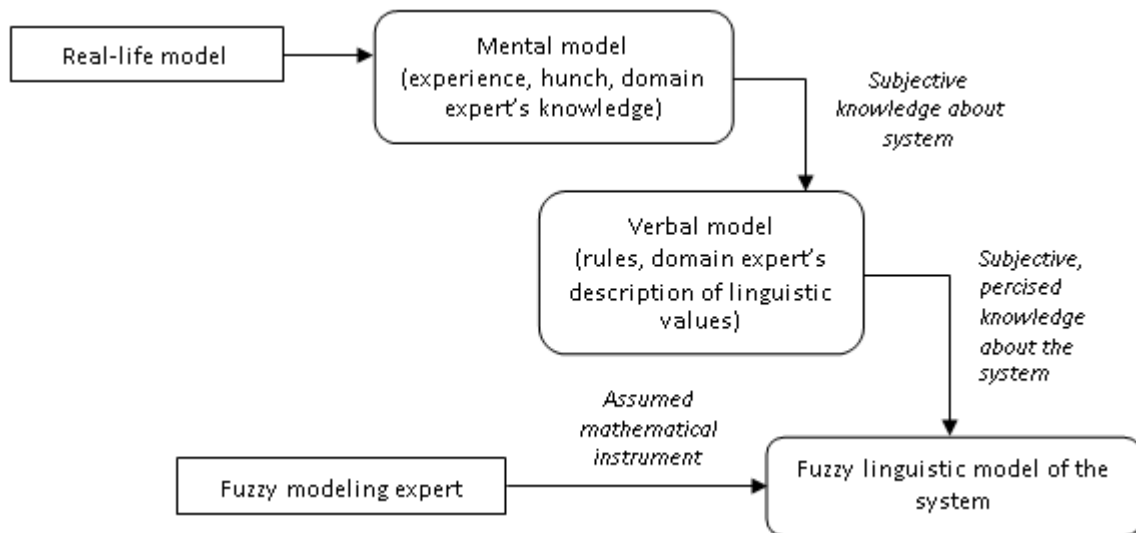 Real-life model
Mental model
(experience, hunch, domain
expert's knowledge)
Subjective
knowledge about
system
Verbal model
(rules, domain expert's
description of linguistic
values)
Subjective,
percised
knowledge
about the
system
Assumed
mathematical
instrument
Fuzzy modeling expert
Fuzzy linguistic model of the
system